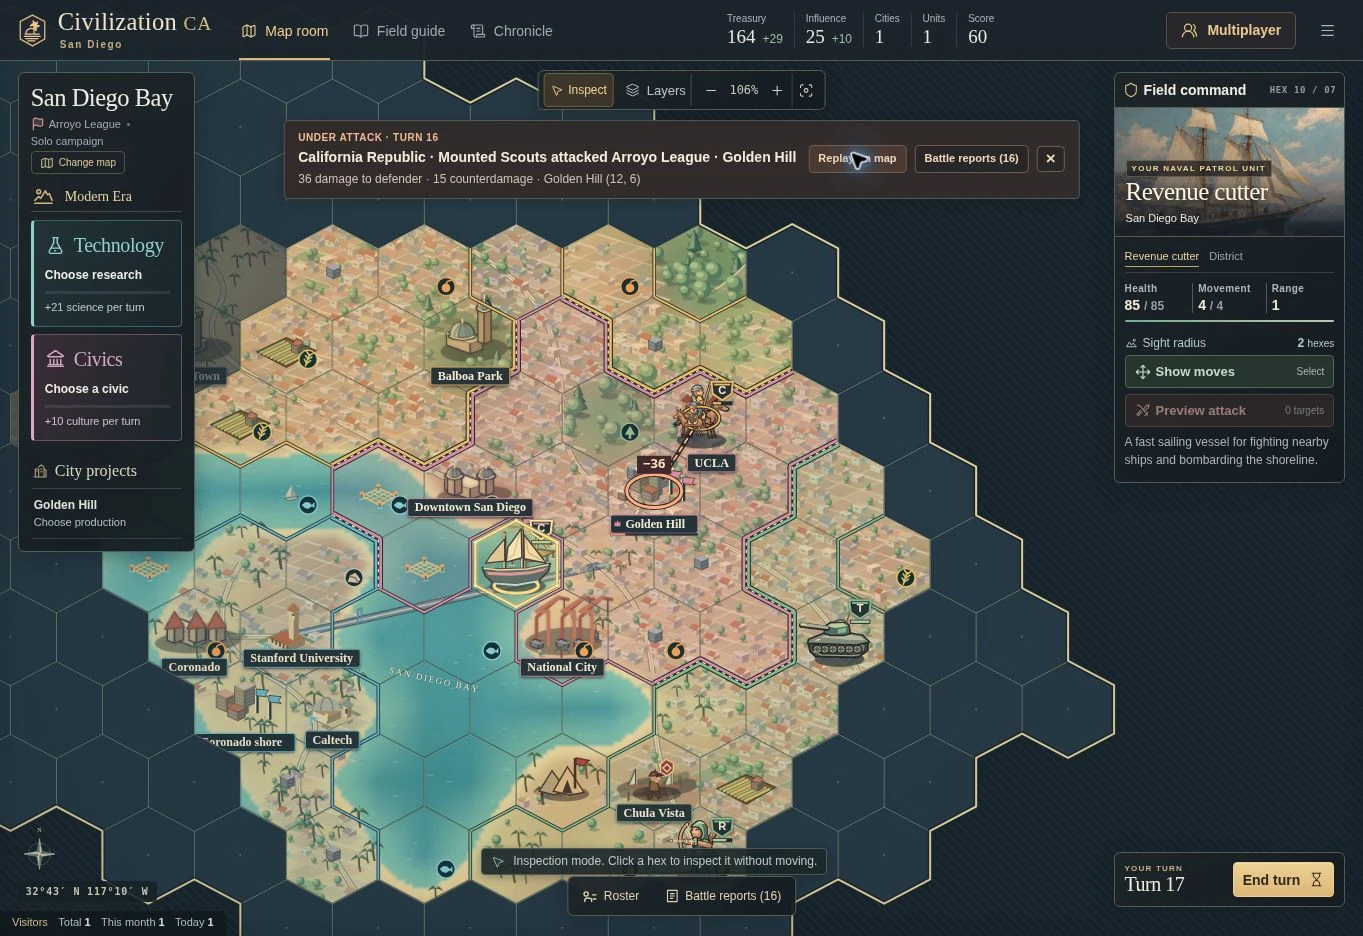 Civilization CA
San Diego
Map room
Field guide
Chronicle
Treasury
164 +29
Influence
25 +10
Cities
1
Units
1
Score
60
Multiplayer
San Diego Bay
Arroyo League •
Solo campaign
Change map
Modern Era
Technology
Choose research
+21 science per turn
Civics
Choose a civic
+10 culture per turn
City projects
Golden Hill
Choose production
Inspect
Layers
− 106% +
UNDER ATTACK · TURN 16
California Republic · Mounted Scouts attacked Arroyo League · Golden Hill
36 damage to defender · 15 counterdamage · Golden Hill (12, 6)
map
Battle reports (16)
✕
Field command
HEX 10 / 07
YOUR NAVAL PATROL UNIT
Revenue cutter
San Diego Bay
Revenue cutter
District
Health
85 / 85
Movement
4 / 4
Range
1
Sight radius
2 hexes
Show moves
Select
Preview attack
0 targets
A fast sailing vessel for fighting nearby
ships and bombarding the shoreline.
Town
Balboa Park
C
UCLA
−36
Golden Hill
Downtown San Diego
C
T
Coronado
Stanford University
National City
SAN DIEGO BAY
oronado shore
Caltech
Chula Vista
R
Inspection mode. Click a hex to inspect it without moving.
Roster
Battle reports (16)
N
32°43′ N 117°10′ W
Visitors Total 1 This month 1 Today 1
YOUR TURN
Turn 17
End turn